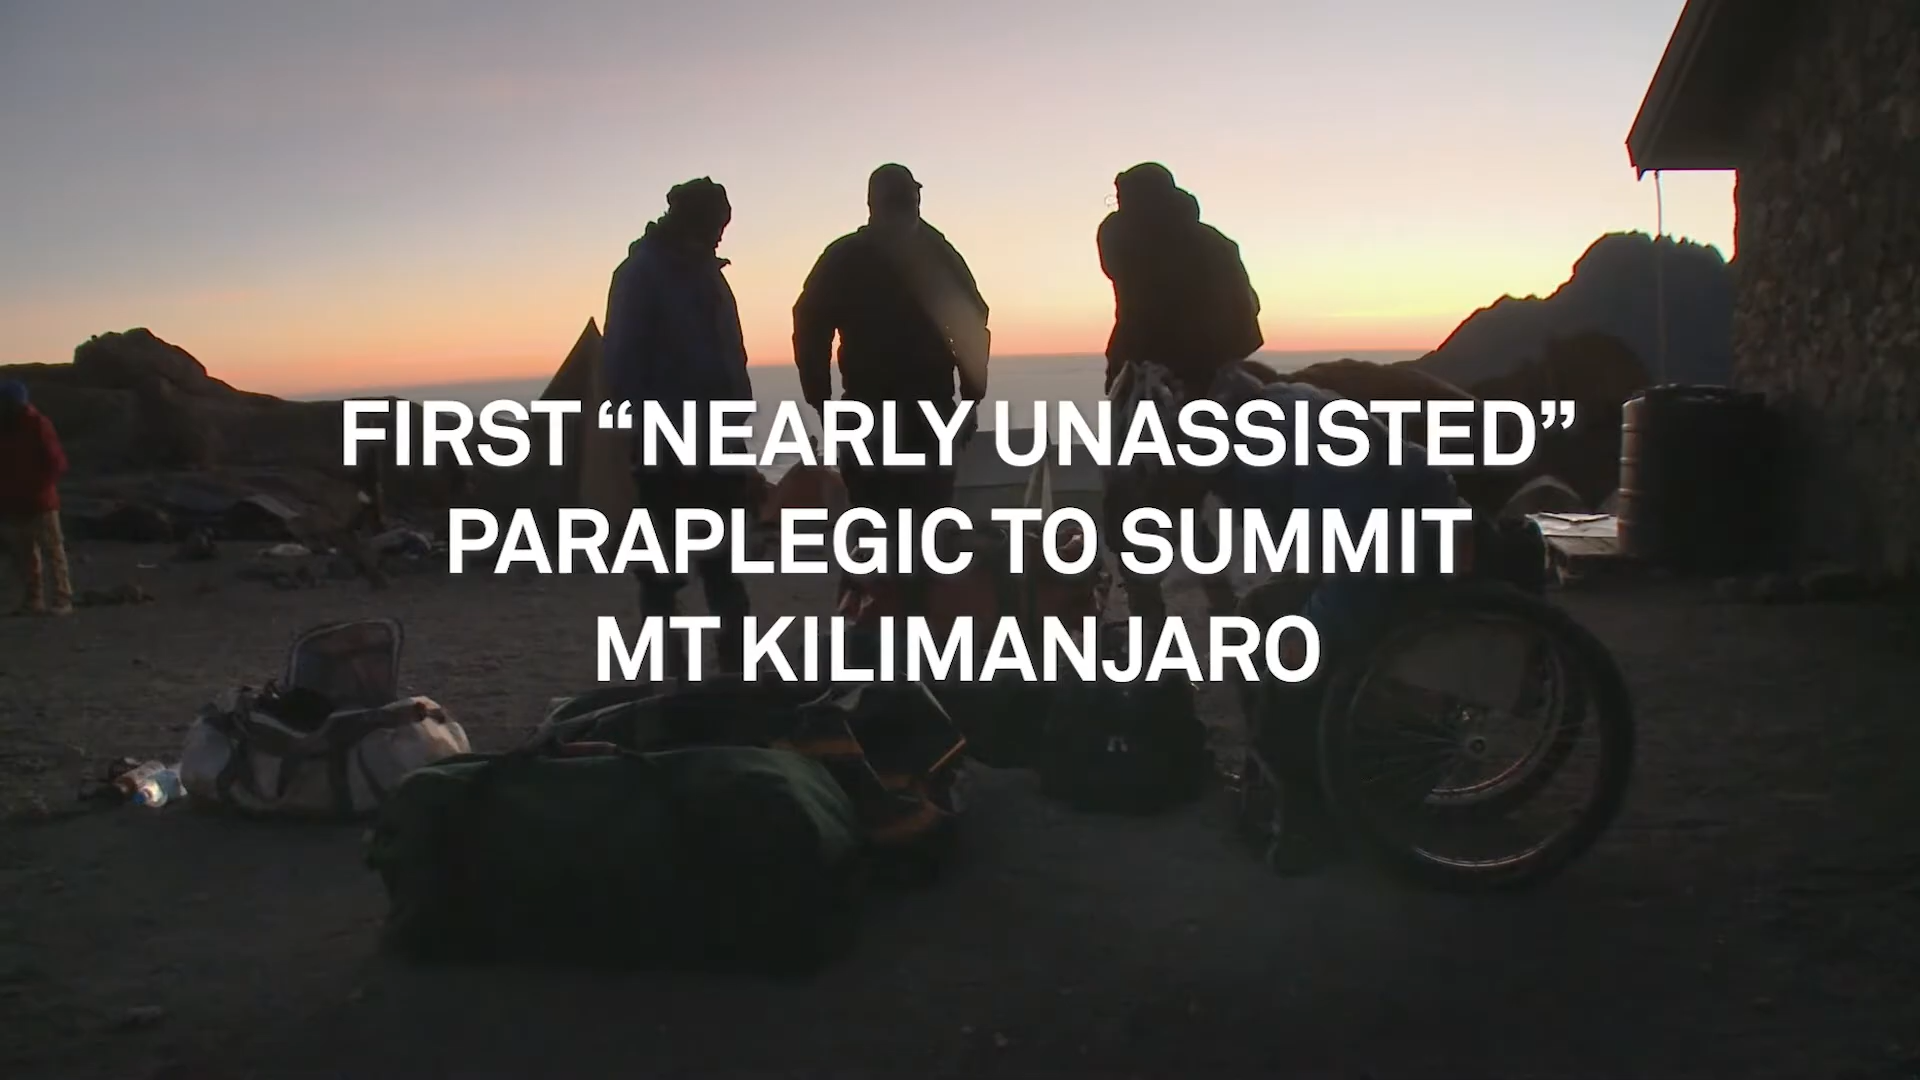 FIRST “NEARLY UNASSISTED”
PARAPLEGIC TO SUMMIT
MT KILIMANJARO